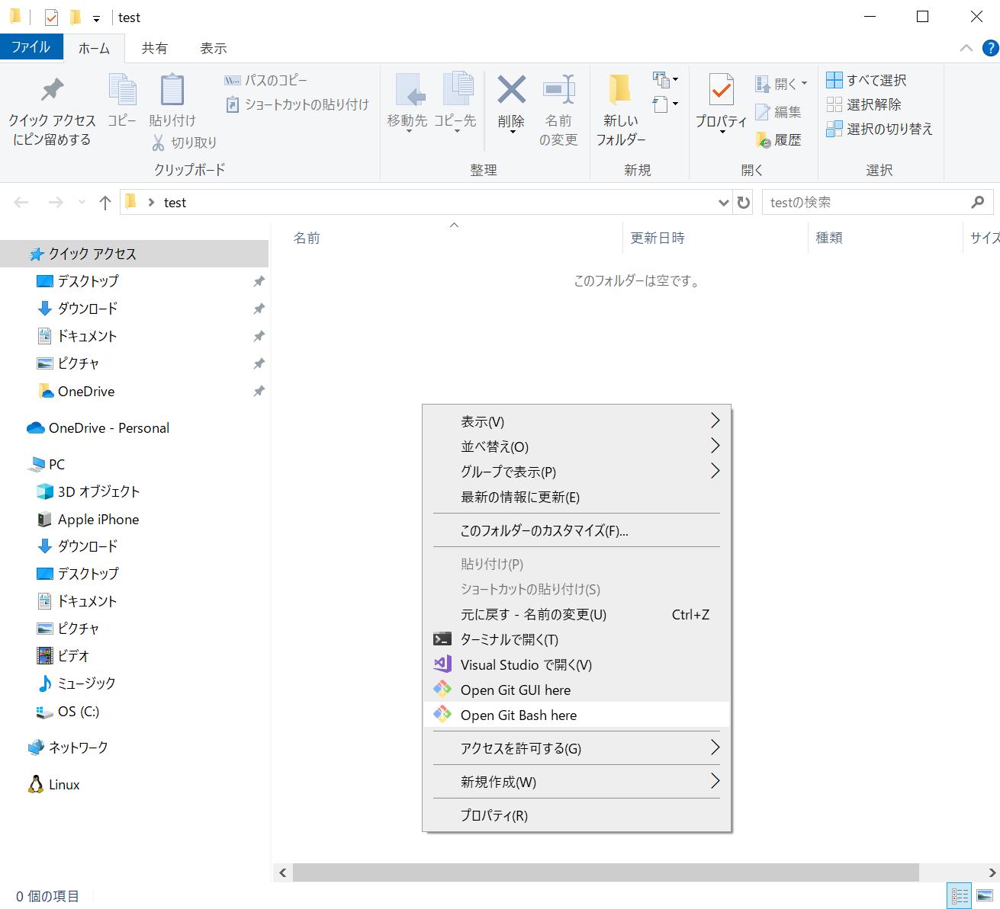 test
ファイル
ホーム
共有
表示
?
クイック アクセス
にピン留めする
コピー
貼り付け
切り取り
パスのコピー
ショートカットの貼り付け
クリップボード
移動先
コピー先
削除
名前
の変更
整理
新しい
フォルダー
新規
プロパティ
開く
編集
履歴
開く
すべて選択
選択解除
選択の切り替え
選択
test
testの検索
名前
更新日時
種類
サイズ
このフォルダーは空です。
クイック アクセス
デスクトップ
ダウンロード
ドキュメント
ピクチャ
OneDrive
OneDrive - Personal
PC
3D オブジェクト
Apple iPhone
ダウンロード
デスクトップ
ドキュメント
ピクチャ
ビデオ
ミュージック
OS (C:)
ネットワーク
Linux
表示(V)
並べ替え(O)
グループで表示(P)
最新の情報に更新(E)
このフォルダーのカスタマイズ(F)...
貼り付け(P)
ショートカットの貼り付け(S)
元に戻す - 名前の変更(U) Ctrl+Z
ターミナルで開く(T)
Visual Studio で開く(V)
Open Git GUI here
Open Git Bash here
アクセスを許可する(G)
新規作成(W)
プロパティ(R)
0 個の項目